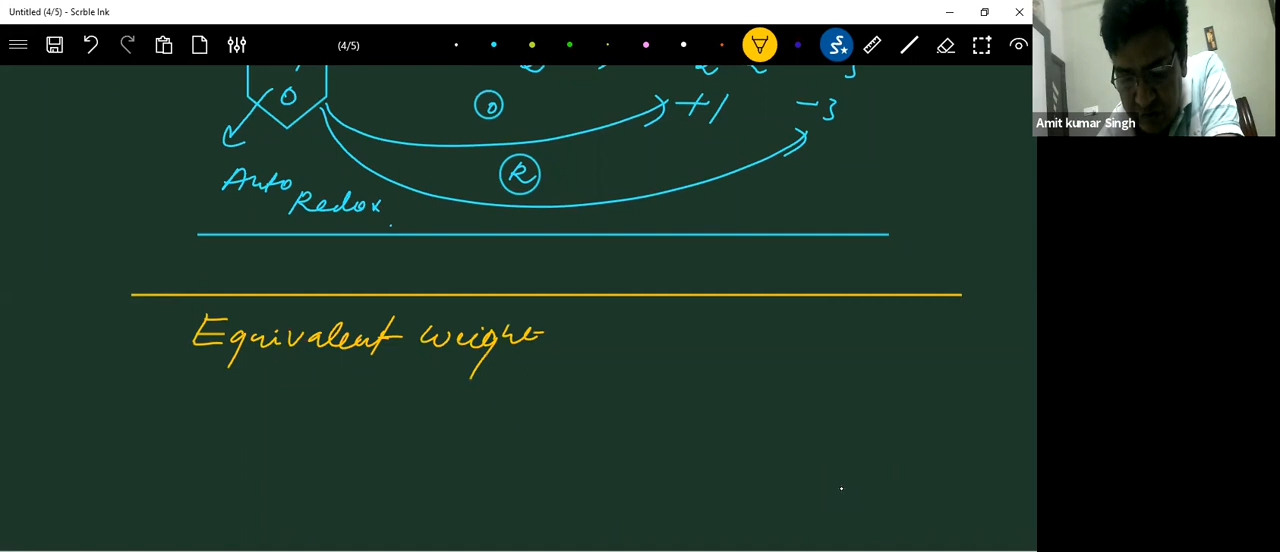 Untitled (4/5) - Scrble Ink
(4/5)
Amit kumar Singh
O
O
+1
-3
R
Auto
Redox
Equivalent weight